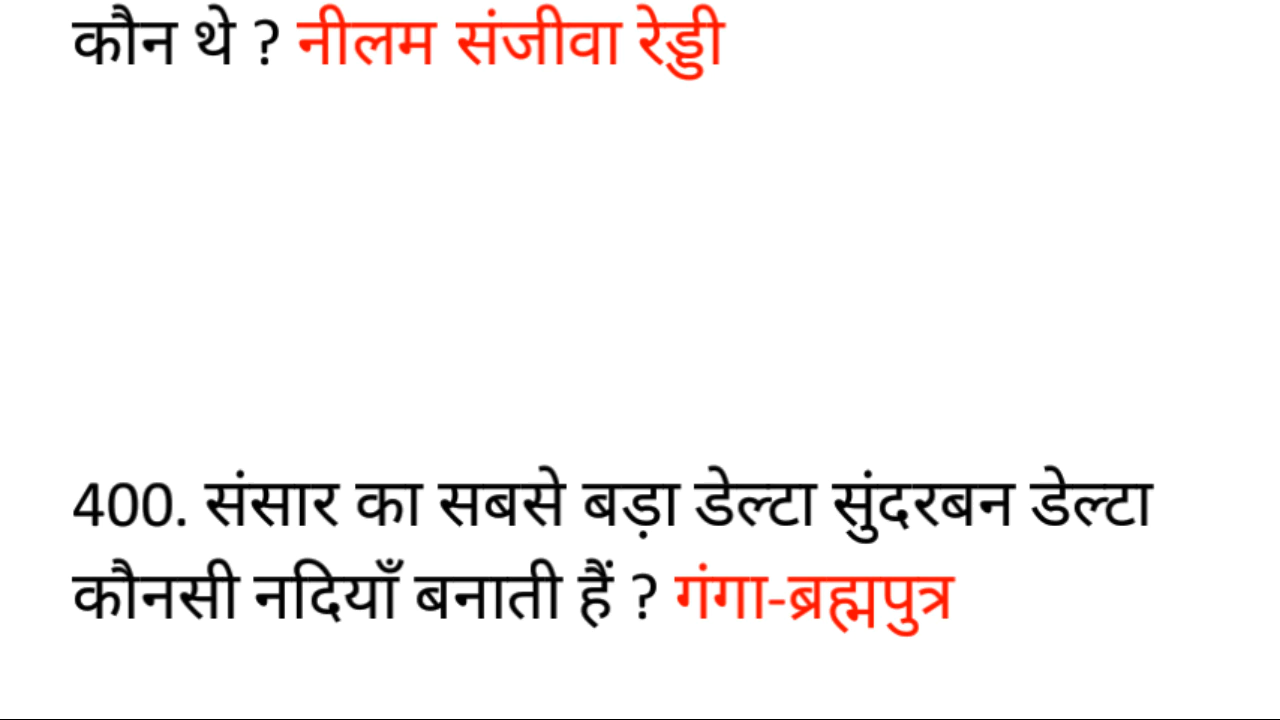 कौन थे ? नीलम संजीवा रेड्डी
400. संसार का सबसे बड़ा डेल्टा सुंदरबन डेल्टा
कौनसी नदियाँ बनाती हैं ? गंगा-ब्रह्मपुत्र